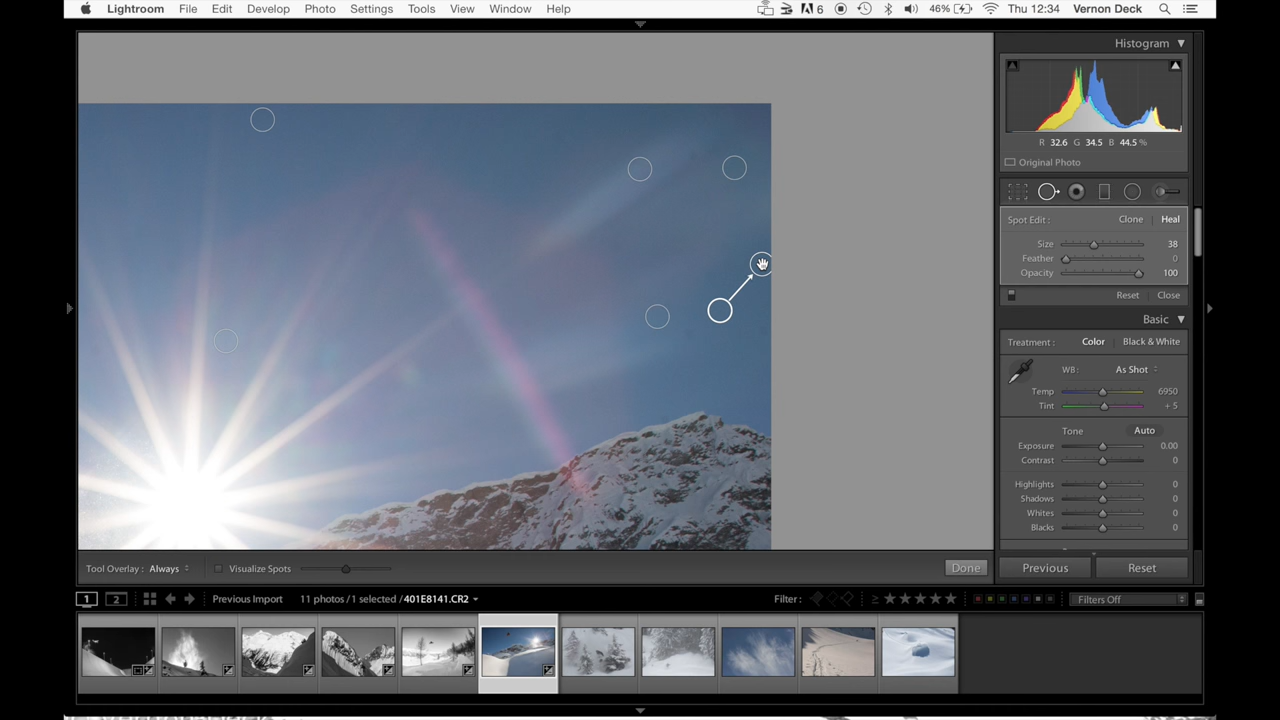 Lightroom File Edit Develop Photo Settings Tools View Window Help 6 46% Thu 12:34 Vernon Deck
Histogram
R 32.6 G 34.5 B 44.5 %
Original Photo
Spot Edit : Clone Heal
Size 38
Feather 0
Opacity 100
Reset Close
Basic
Treatment : Color Black & White
WB : As Shot
Temp 6950
Tint + 5
Tone Auto
Exposure 0.00
Contrast 0
Highlights 0
Shadows 0
Whites 0
Blacks 0
Tool Overlay : Always Visualize Spots Done Previous Reset
1 2 Previous Import 11 photos / 1 selected / 401E8141.CR2 Filter : Filters Off